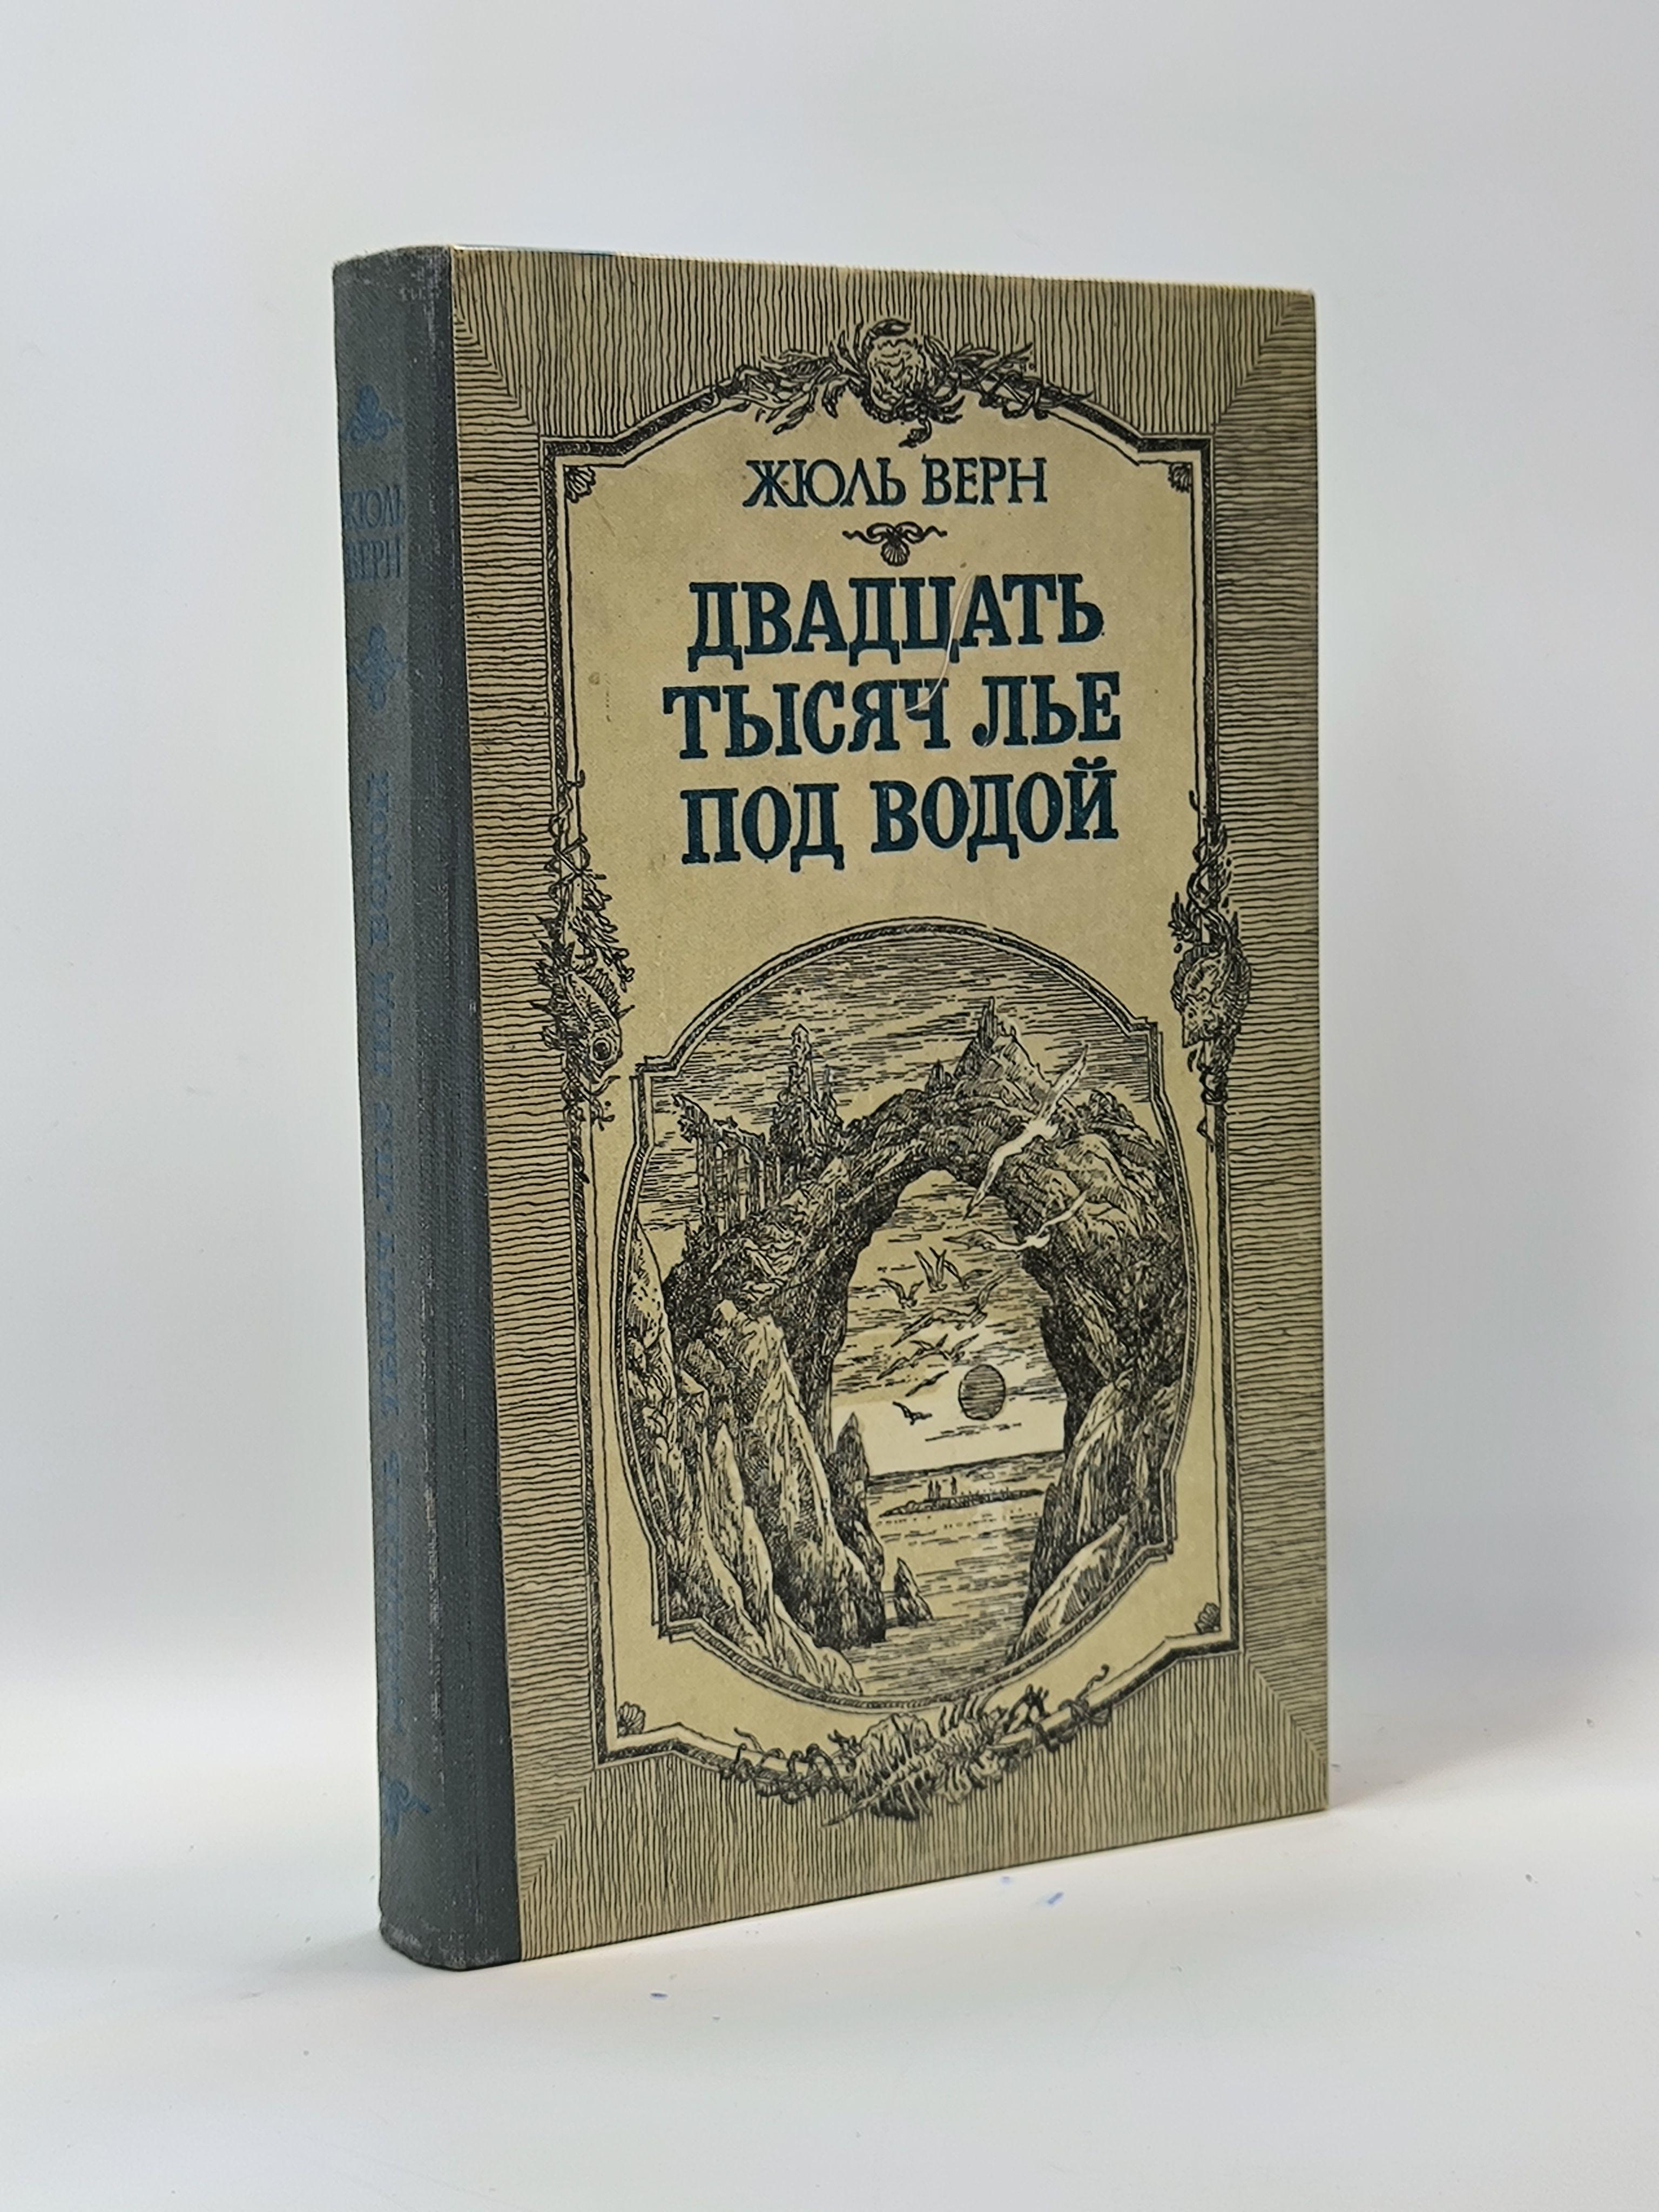 ЖЮЛЬ ВЕРН
ДВАДЦАТЬ
ТЫСЯЧ ЛЬЕ
ПОД ВОДОЙ
ЖЮЛЬ
ВЕРН
ДВАДЦАТЬ ТЫСЯЧ ЛЬЕ ПОД ВОДОЙ